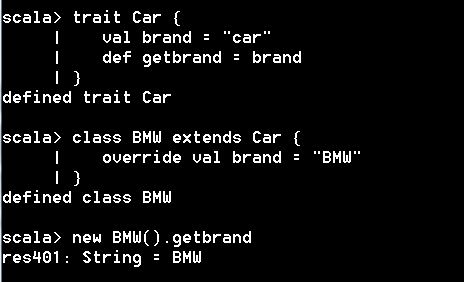 scala> trait Car {
     |     val brand = "car"
     |     def getbrand = brand
     | }
defined trait Car
scala> class BMW extends Car {
     |     override val brand = "BMW"
     | }
defined class BMW
scala> new BMW().getbrand
res401: String = BMW